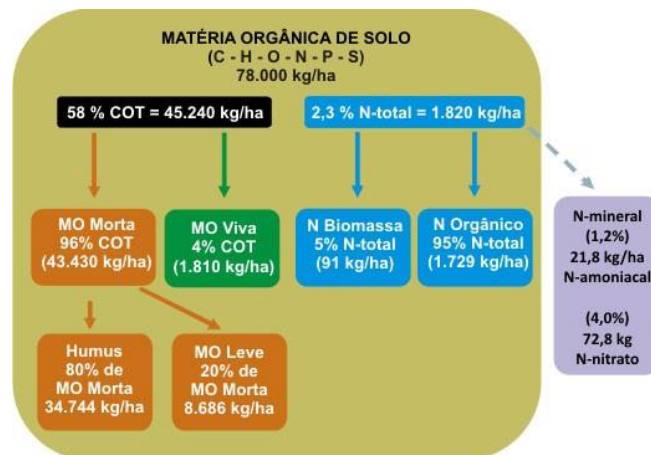 MATÉRIA ORGÂNICA DE SOLO
(C - H - O - N - P - S)
78.000 kg/ha
58 % COT = 45.240 kg/ha
2,3 % N-total = 1.820 kg/ha
MO Morta
96% COT
(43.430 kg/ha)
MO Viva
4% COT
(1.810 kg/ha)
N Biomassa
5% N-total
(91 kg/ha)
N Orgânico
95% N-total
(1.729 kg/ha)
N-mineral
(1,2%)
21,8 kg/ha
N-amoniacal
(4,0%)
72,8 kg
N-nitrato
Humus
80% de
MO Morta
34.744 kg/ha
MO Leve
20% de
MO Morta
8.686 kg/ha